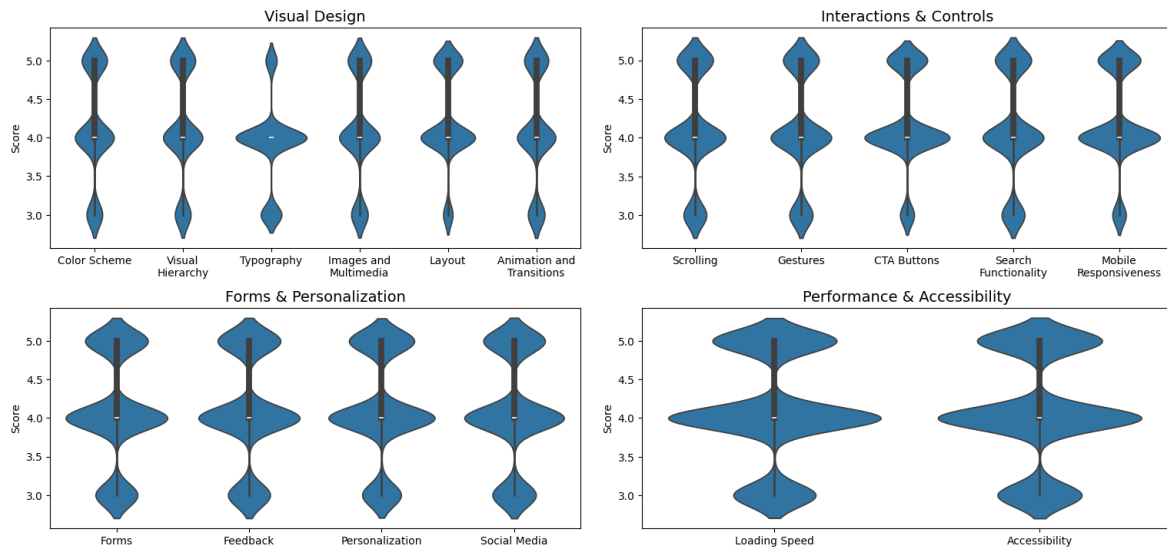 Visual Design
Score
5.0
4.5
4.0
3.5
3.0
Color Scheme
Visual
Hierarchy
Typography
Images and
Multimedia
Layout
Animation and
Transitions
Interactions & Controls
Score
5.0
4.5
4.0
3.5
3.0
Scrolling
Gestures
CTA Buttons
Search
Functionality
Mobile
Responsiveness
Forms & Personalization
Score
5.0
4.5
4.0
3.5
3.0
Forms
Feedback
Personalization
Social Media
Performance & Accessibility
Score
5.0
4.5
4.0
3.5
3.0
Loading Speed
Accessibility